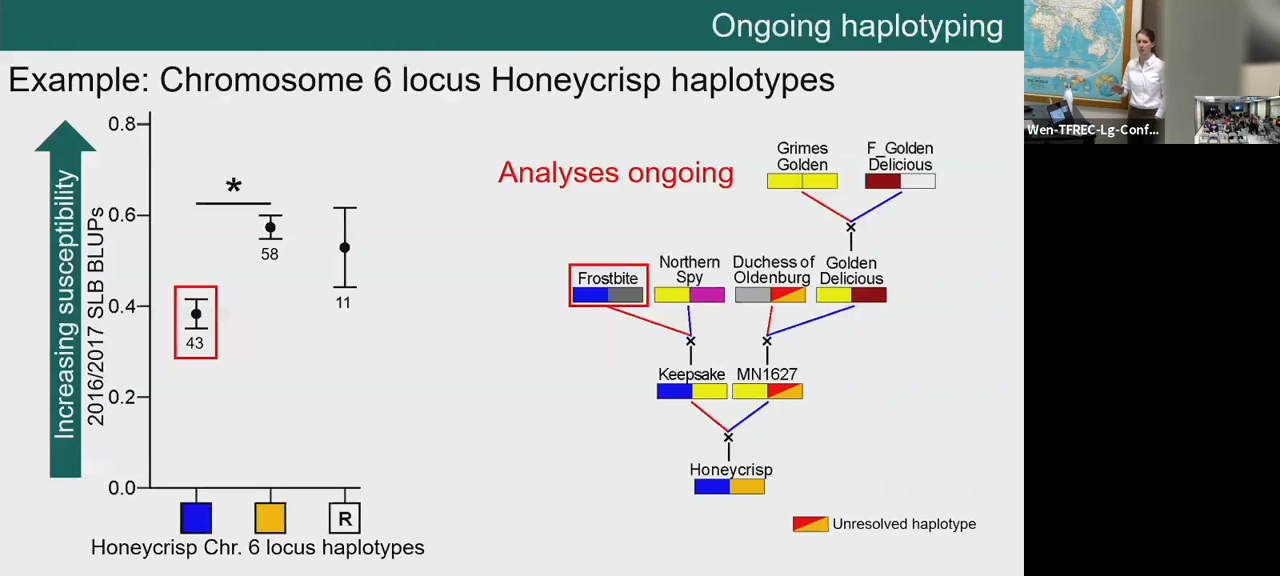 Ongoing haplotyping
Example: Chromosome 6 locus Honeycrisp haplotypes
Increasing susceptibility
2016/2017 SLB BLUPs
0.8
0.6
0.4
0.2
0.0
*
43
58
11
R
Honeycrisp Chr. 6 locus haplotypes
Analyses ongoing
Grimes
Golden
F_Golden
Delicious
Frostbite
Northern
Spy
Duchess of
Oldenburg
Golden
Delicious
x
x
x
Keepsake
MN1627
x
Honeycrisp
Unresolved haplotype
Wen-TFREC-Lg-Conf...